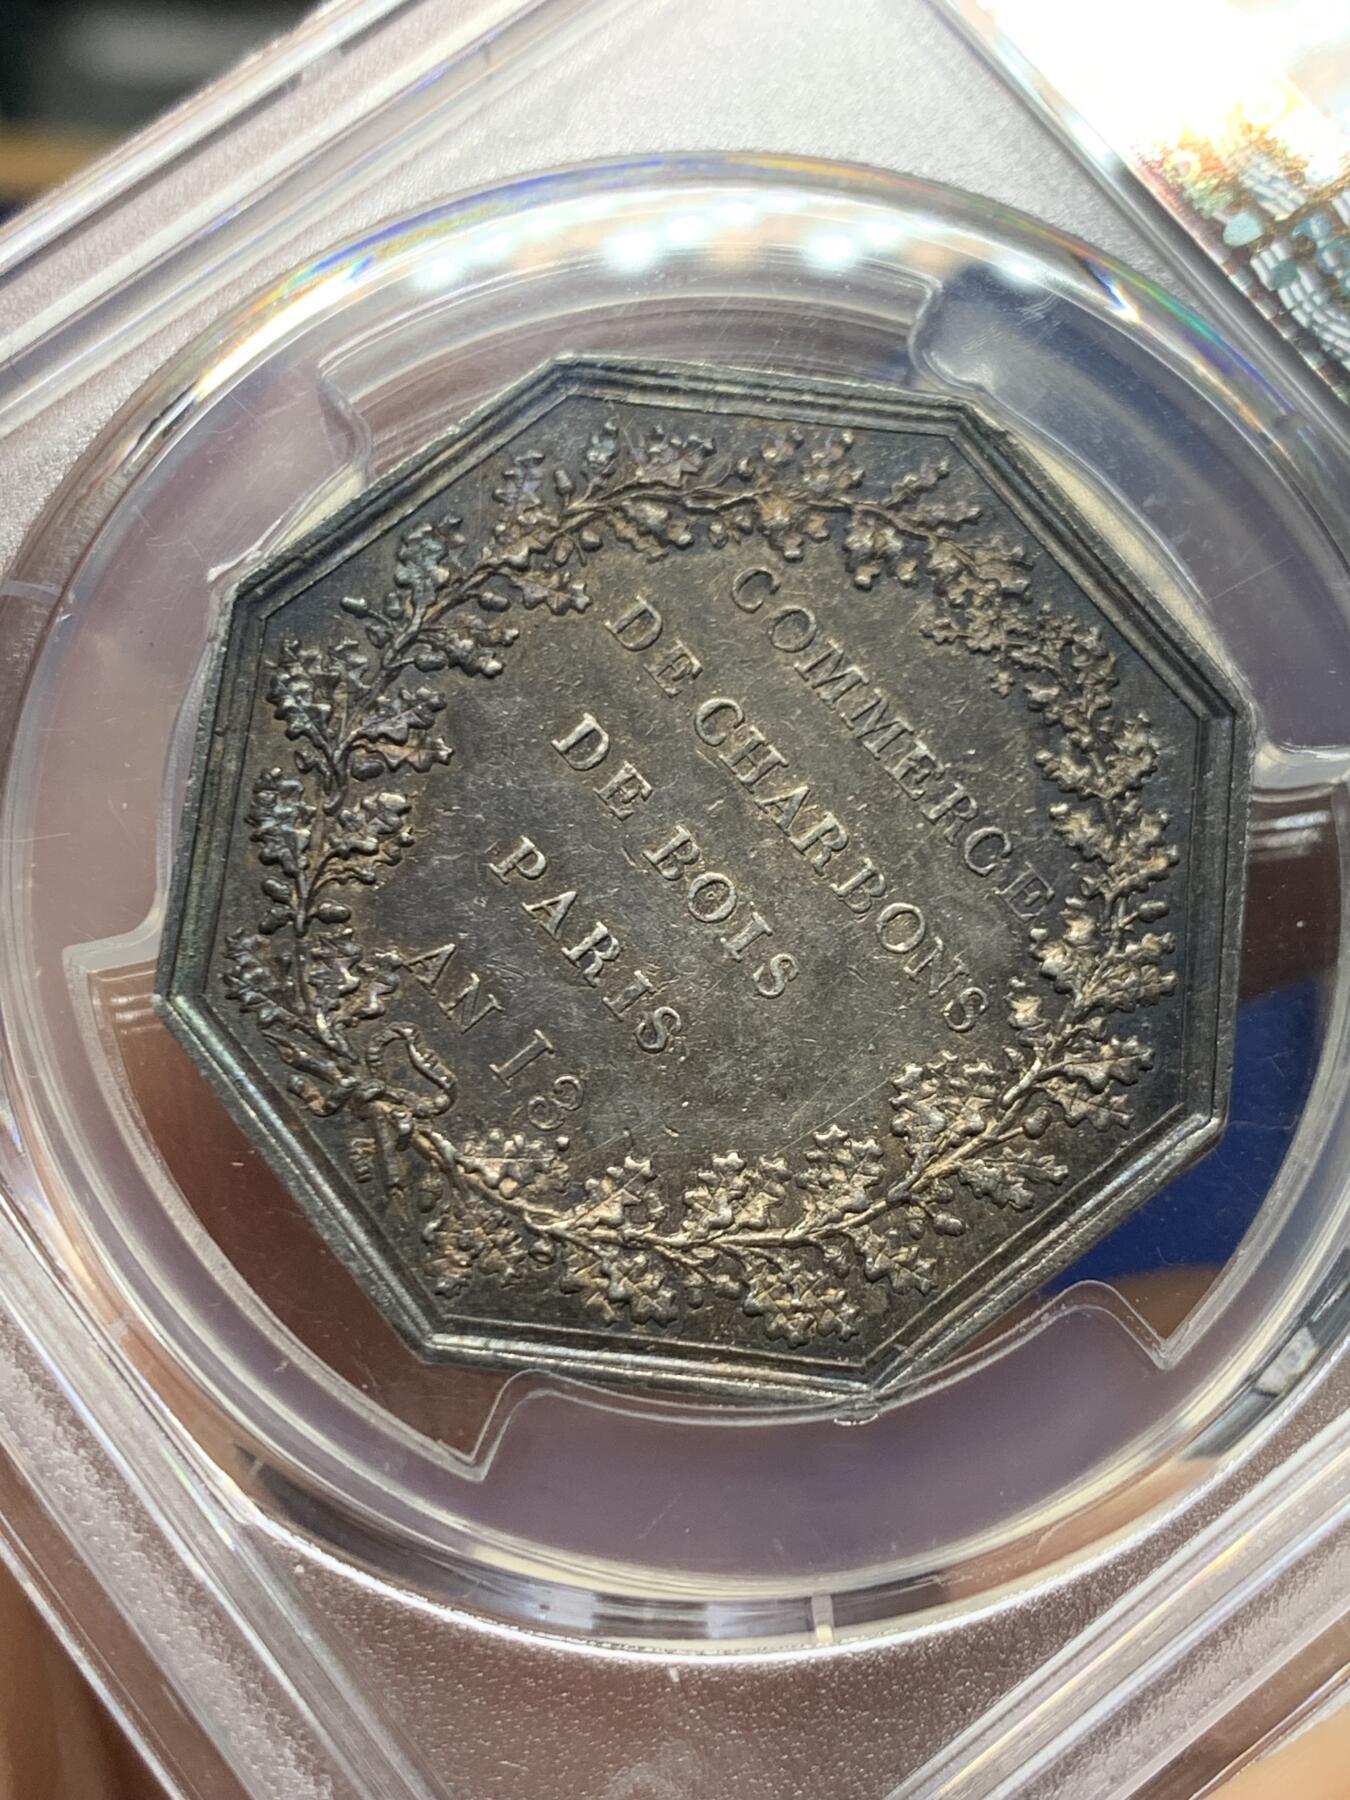 COMMERCE
DE CHARBONS
DE BOIS
PARIS
AN 13